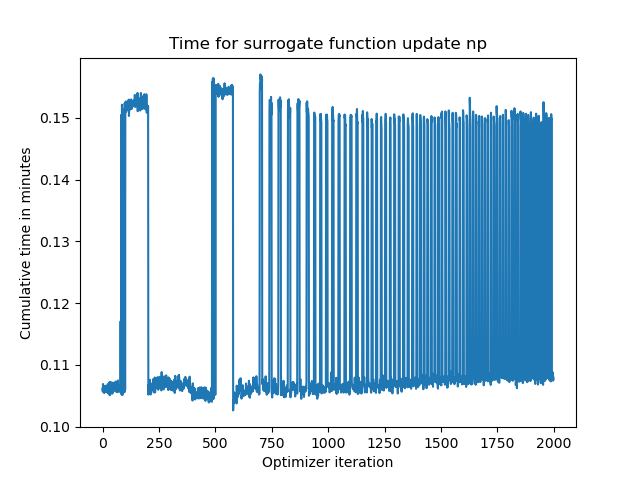 Time for surrogate function update np
Cumulative time in minutes
0.15
0.14
0.13
0.12
0.11
0.10
0 250 500 750 1000 1250 1500 1750 2000
Optimizer iteration